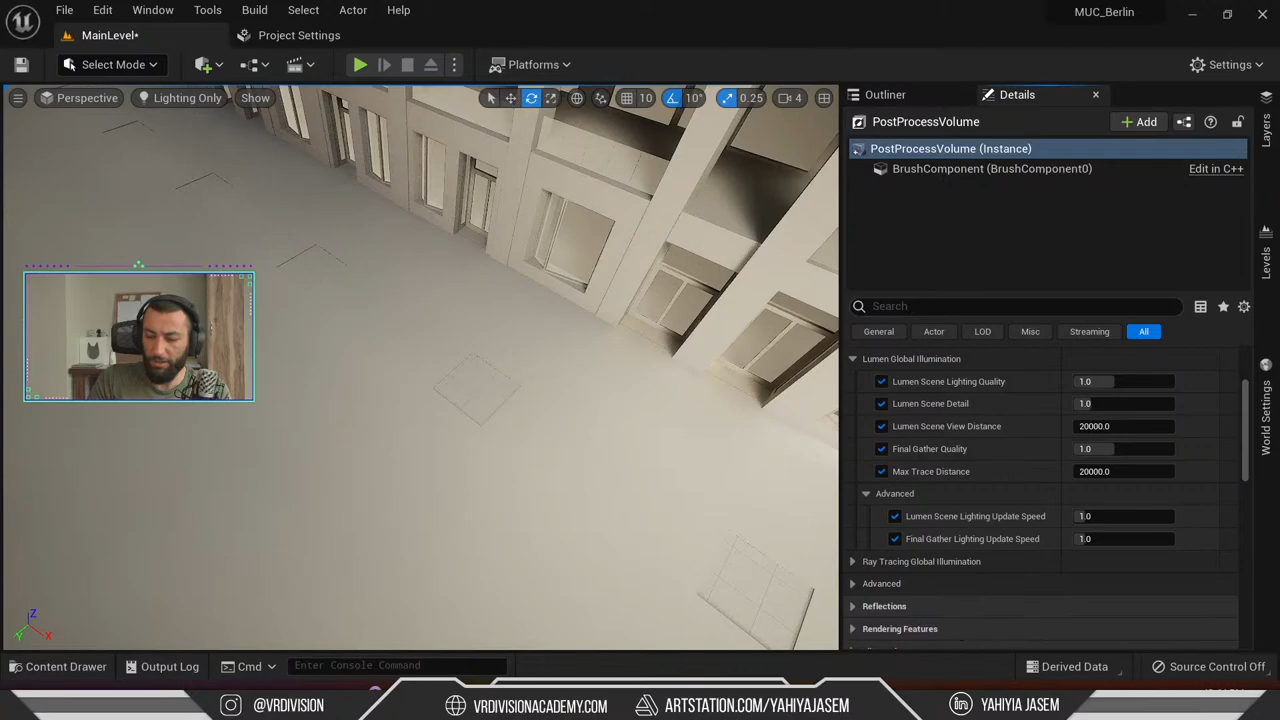 File Edit Window Tools Build Select Actor Help
MUC_Berlin
MainLevel*
Project Settings
Select Mode
Platforms
Settings
Perspective
Lighting Only
Show
10
10°
0.25
4
Outliner
Details
PostProcessVolume
Add
PostProcessVolume (Instance)
BrushComponent (BrushComponent0)
Edit in C++
Search
General
Actor
LOD
Misc
Streaming
All
Lumen Global Illumination
Lumen Scene Lighting Quality 1.0
Lumen Scene Detail 1.0
Lumen Scene View Distance 20000.0
Final Gather Quality 1.0
Max Trace Distance 20000.0
Advanced
Lumen Scene Lighting Update Speed 1.0
Final Gather Lighting Update Speed 1.0
Ray Tracing Global Illumination
Advanced
Reflections
Rendering Features
Layers
Levels
World Settings
Z
Y
X
Content Drawer
Output Log
Cmd
Enter Console Command
Derived Data
Source Control Off
@VRDIVISION
VRDIVISIONACADEMY.COM
ARTSTATION.COM/YAHIYAJASEM
YAHIYIA JASEM